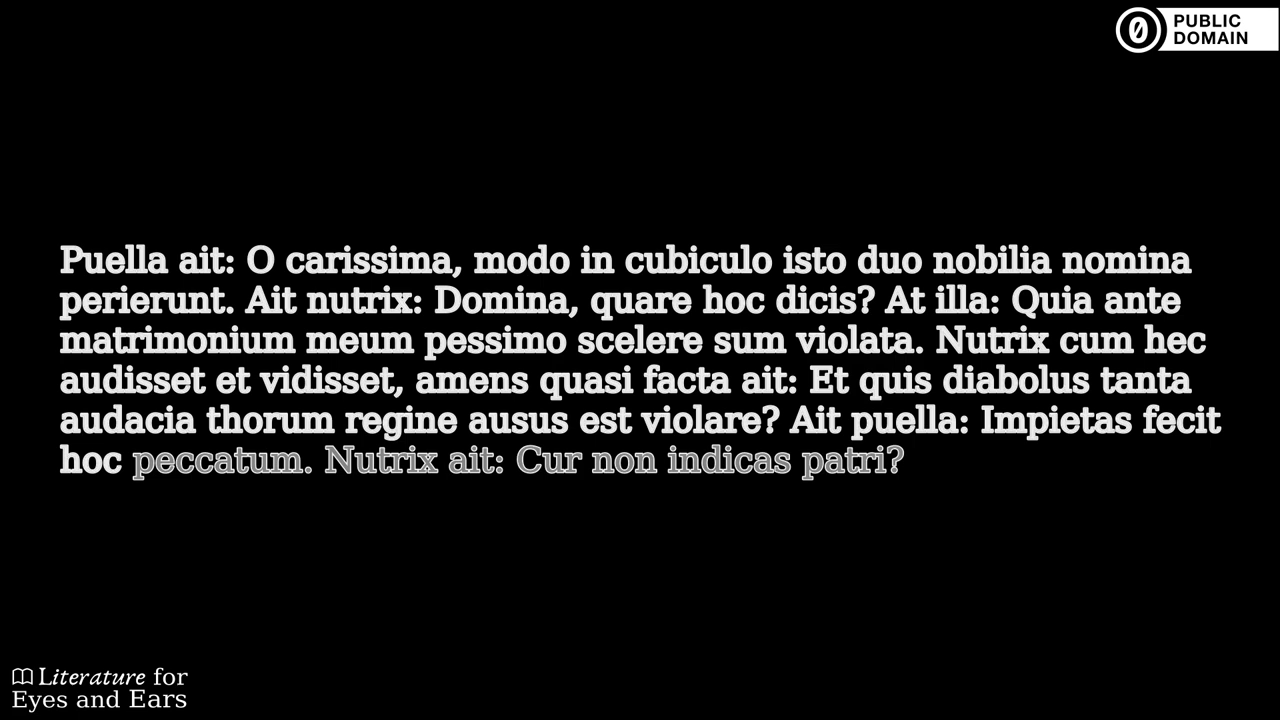 PUBLIC
DOMAIN
Puella ait: O carissima, modo in cubiculo isto duo nobilia nomina
perierunt. Ait nutrix: Domina, quare hoc dicis? At illa: Quia ante
matrimonium meum pessimo scelere sum violata. Nutrix cum hec
audisset et vidisset, amens quasi facta ait: Et quis diabolus tanta
audacia thorum regine ausus est violare? Ait puella: Impietas fecit
hoc peccatum. Nutrix ait: Cur non indicas patri?
Literature for
Eyes and Ears